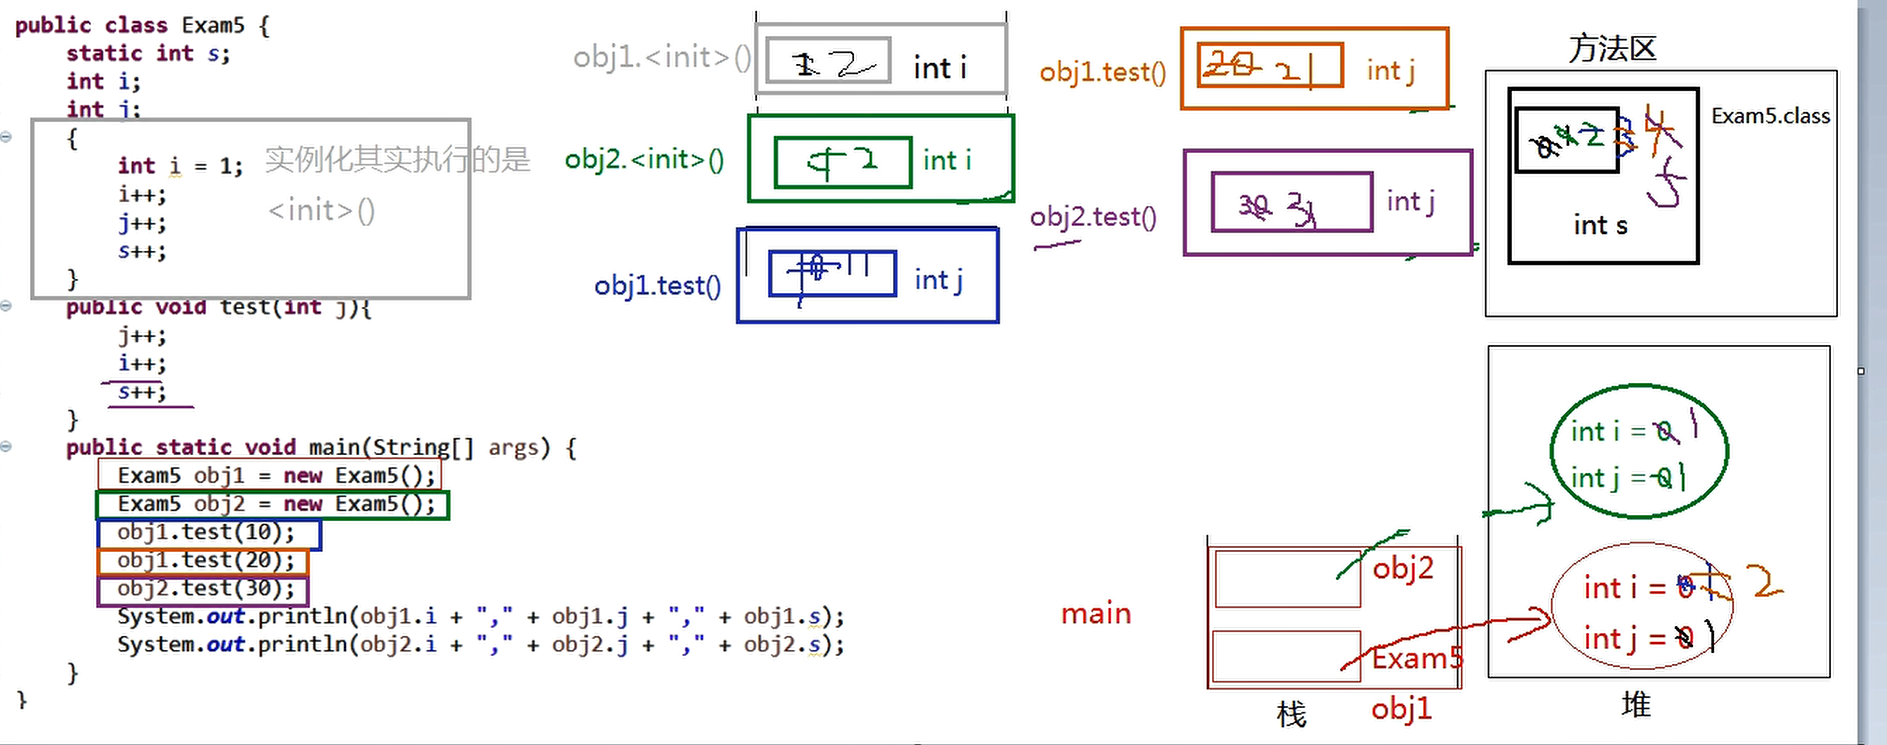 public class Exam5 {
static int s;
int i;
int j;
{
int i = 1;
i++;
j++;
s++;
}
实例化其实执行的是
<init>()
public void test(int j){
j++;
i++;
s++;
}
public static void main(String[] args) {
Exam5 obj1 = new Exam5();
Exam5 obj2 = new Exam5();
obj1.test(10);
obj1.test(20);
obj2.test(30);
System.out.println(obj1.i + "," + obj1.j + "," + obj1.s);
System.out.println(obj2.i + "," + obj2.j + "," + obj2.s);
}
}
obj1.<init>()
1 2
int i
obj2.<init>()
2
int i
obj1.test()
11
int j
obj1.test()
20 21
int j
obj2.test()
30 31
int j
方法区
Exam5.class
0 1 2 3 4
5
int s
int i = 0 1
int j = 0 1
int i = 0 1 2
int j = 0 1
堆
main
obj2
Exam5
obj1
栈